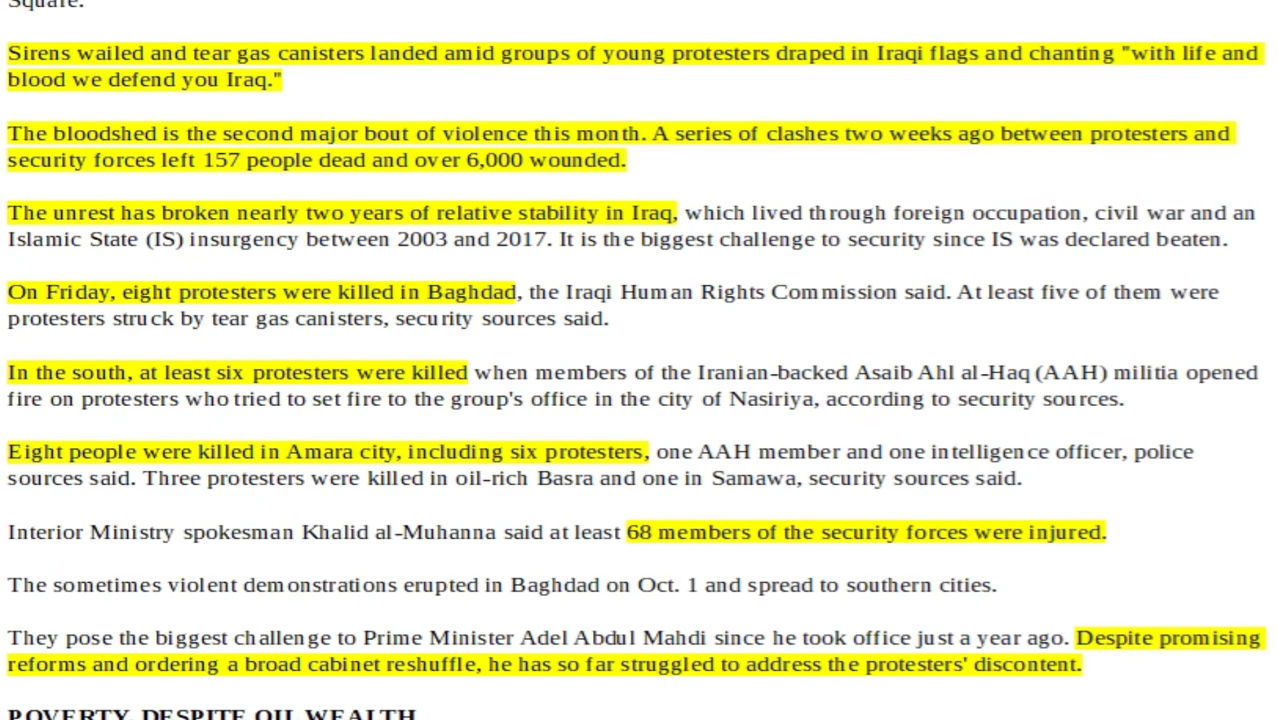 Square.
Sirens wailed and tear gas canisters landed amid groups of young protesters draped in Iraqi flags and chanting "with life and
blood we defend you Iraq."
The bloodshed is the second major bout of violence this month. A series of clashes two weeks ago between protesters and
security forces left 157 people dead and over 6,000 wounded.
The unrest has broken nearly two years of relative stability in Iraq, which lived through foreign occupation, civil war and an
Islamic State (IS) insurgency between 2003 and 2017. It is the biggest challenge to security since IS was declared beaten.
On Friday, eight protesters were killed in Baghdad, the Iraqi Human Rights Commission said. At least five of them were
protesters struck by tear gas canisters, security sources said.
In the south, at least six protesters were killed when members of the Iranian-backed Asaib Ahl al-Haq (AAH) militia opened
fire on protesters who tried to set fire to the group's office in the city of Nasiriya, according to security sources.
Eight people were killed in Amara city, including six protesters, one AAH member and one intelligence officer, police
sources said. Three protesters were killed in oil-rich Basra and one in Samawa, security sources said.
Interior Ministry spokesman Khalid al-Muhanna said at least 68 members of the security forces were injured.
The sometimes violent demonstrations erupted in Baghdad on Oct. 1 and spread to southern cities.
They pose the biggest challenge to Prime Minister Adel Abdul Mahdi since he took office just a year ago. Despite promising
reforms and ordering a broad cabinet reshuffle, he has so far struggled to address the protesters' discontent.
POVERTY, DESPITE OIL WEALTH